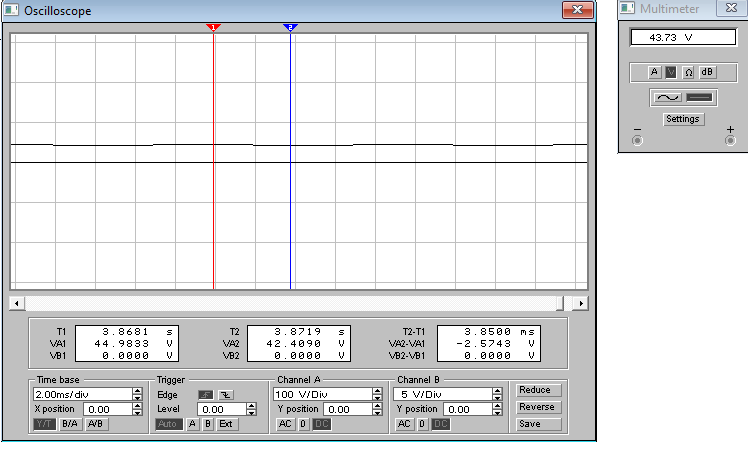 Oscilloscope
1 2
T1 3.8681 s
VA1 44.9833 V
VB1 0.0000 V
T2 3.8719 s
VA2 42.4090 V
VB2 0.0000 V
T2-T1 3.8500 ms
VA2-VA1 -2.5743 V
VB2-VB1 0.0000 V
Time base
2.00ms/div
X position 0.00
Y/T B/A A/B
Trigger
Edge
Level 0.00
Auto A B Ext
Channel A
100 V/Div
Y position 0.00
AC 0 DC
Channel B
5 V/Div
Y position 0.00
AC 0 DC
Reduce
Reverse
Save
Multimeter
43.73 V
A V Ω dB
Settings
− +